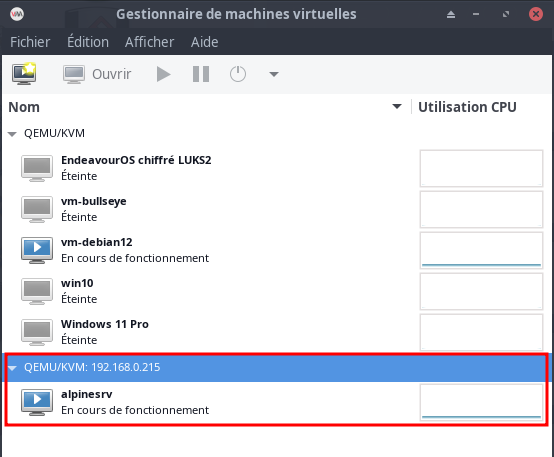 Gestionnaire de machines virtuelles
Fichier Édition Afficher Aide
Ouvrir
Nom Utilisation CPU
QEMU/KVM
EndeavourOS chiffré LUKS2
Éteinte
vm-bullseye
Éteinte
vm-debian12
En cours de fonctionnement
win10
Éteinte
Windows 11 Pro
Éteinte
QEMU/KVM: 192.168.0.215
alpinesrv
En cours de fonctionnement